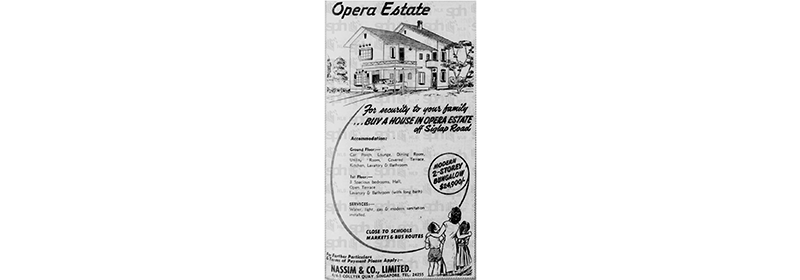 Opera Estate
For security to your family
... BUY A HOUSE IN OPERA ESTATE
off Siglap Road
Accommodation:
Ground Floor:—
Car Porch, Lounge, Dining Room,
Utility Room, Covered Terrace
Kitchen, Lavatory & Bathroom.
1st Floor:—
3 Spacious Bedrooms, Hall,
Open Terrace
Lavatory & Bathroom (with long bath)
SERVICES:—
Water, light, gas & modern sanitation
installed.
MODERN
2-STOREY
BUNGALOW
$24,900/-
CLOSE TO SCHOOLS
MARKETS & BUS ROUTES
For Further Particulars
& Terms of Payment Please Apply:—
NASSIM & CO., LIMITED.
COLLYER QUAY, SINGAPORE. TEL: